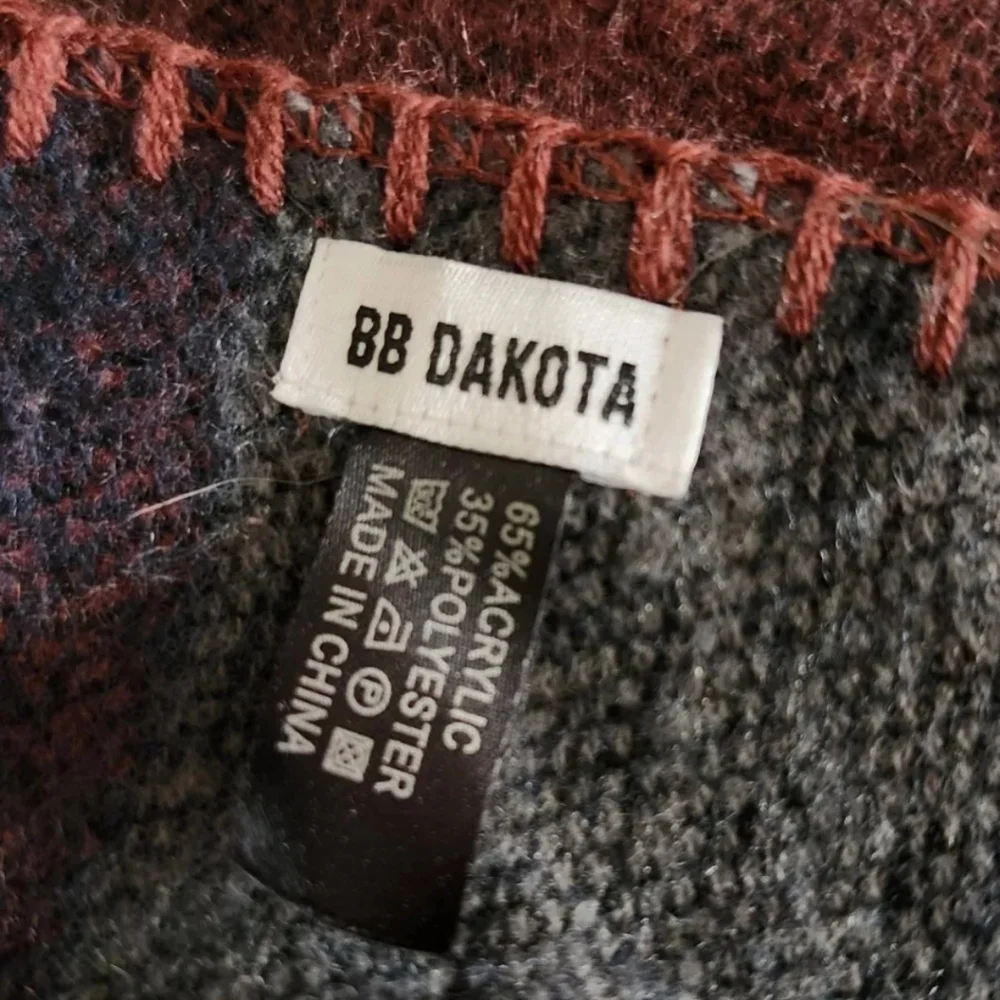 BB DAKOTA
65%ACRYLIC
35%POLYESTER
MADE IN CHINA